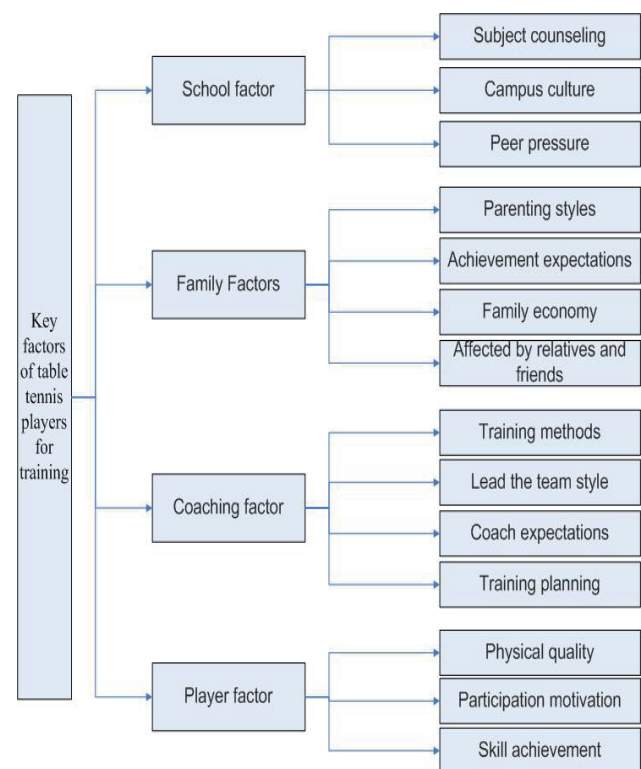 Key
factors
of table
tennis
players
for
training
School factor
Subject counseling
Campus culture
Peer pressure
Family Factors
Parenting styles
Achievement expectations
Family economy
Affected by relatives and
friends
Coaching factor
Training methods
Lead the team style
Coach expectations
Training planning
Player factor
Physical quality
Participation motivation
Skill achievement